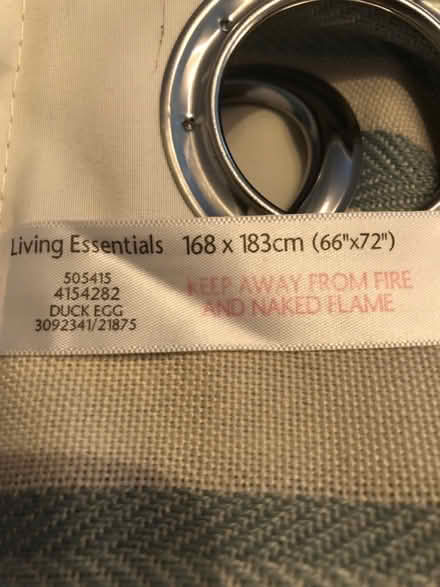 Living Essentials 168 x 183cm (66"x72")
505415
4154282
DUCK EGG
3092341/21875
KEEP AWAY FROM FIRE
AND NAKED FLAME